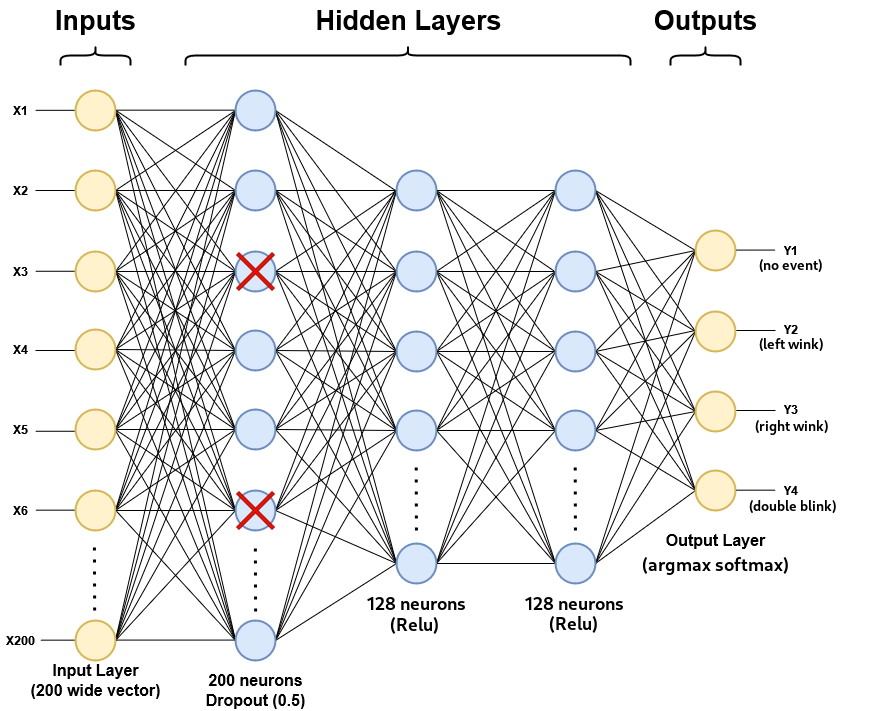 Inputs
Hidden Layers
Outputs
X1
X2
X3
X4
X5
X6
X200
Input Layer
(200 wide vector)
200 neurons
Dropout (0.5)
128 neurons
(Relu)
128 neurons
(Relu)
Y1
(no event)
Y2
(left wink)
Y3
(right wink)
Y4
(double blink)
Output Layer
(argmax softmax)